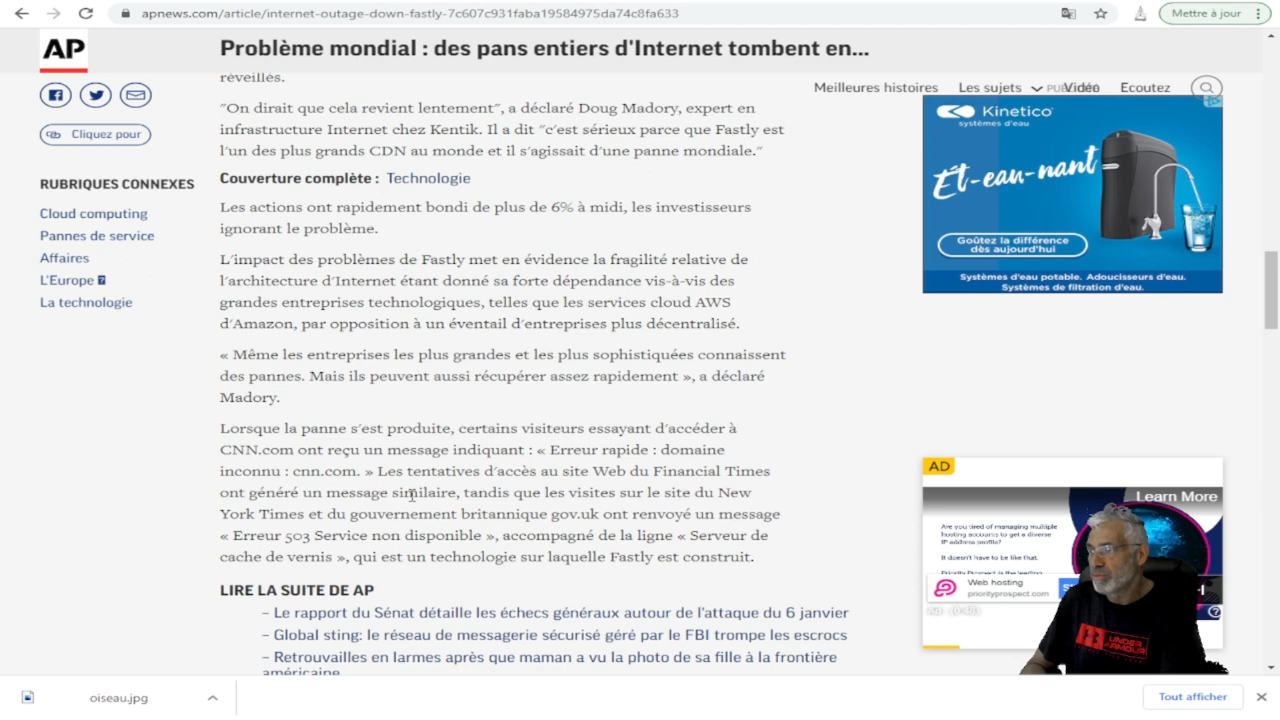 apnews.com/article/internet-outage-down-fastly-7c607c931faba19584975da74c8fa633
Mettre à jour
AP
Problème mondial : des pans entiers d'Internet tombent en...
Meilleures histoires Les sujets Vidéo Ecoutez
Cliquez pour
RUBRIQUES CONNEXES
Cloud computing
Pannes de service
Affaires
L'Europe
La technologie
réveillés.
"On dirait que cela revient lentement", a déclaré Doug Madory, expert en
infrastructure Internet chez Kentik. Il a dit "c'est sérieux parce que Fastly est
l'un des plus grands CDN au monde et il s'agissait d'une panne mondiale."
Couverture complète : Technologie
Les actions ont rapidement bondi de plus de 6% à midi, les investisseurs
ignorant le problème.
L'impact des problèmes de Fastly met en évidence la fragilité relative de
l'architecture d'Internet étant donné sa forte dépendance vis-à-vis des
grandes entreprises technologiques, telles que les services cloud AWS
d'Amazon, par opposition à un éventail d'entreprises plus décentralisé.
« Même les entreprises les plus grandes et les plus sophistiquées connaissent
des pannes. Mais ils peuvent aussi récupérer assez rapidement », a déclaré
Madory.
Lorsque la panne s'est produite, certains visiteurs essayant d'accéder à
CNN.com ont reçu un message indiquant : « Erreur rapide : domaine
inconnu : cnn.com. » Les tentatives d'accès au site Web du Financial Times
ont généré un message similaire, tandis que les visites sur le site du New
York Times et du gouvernement britannique gov.uk ont renvoyé un message
« Erreur 503 Service non disponible », accompagné de la ligne « Serveur de
cache de vernis », qui est un technologie sur laquelle Fastly est construit.
LIRE LA SUITE DE AP
– Le rapport du Sénat détaille les échecs généraux autour de l'attaque du 6 janvier
– Global sting: le réseau de messagerie sécurisé géré par le FBI trompe les escrocs
– Retrouvailles en larmes après que maman a vu la photo de sa fille à la frontière
américaine
Kinetico
systèmes d'eau
Ét-eau-nant
Goûtez la différence
dès aujourd'hui
Systèmes d'eau potable. Adoucisseurs d'eau.
Systèmes de filtration d'eau.
AD
Learn More
Are you tired of managing multiple
hosting accounts to get a diverse
IP address profile?
It doesn't have to be like that.
Priority Prospect is the leading
Web hosting
priorityprospect.com
UNDER
ARMOUR
oiseau.jpg
Tout afficher